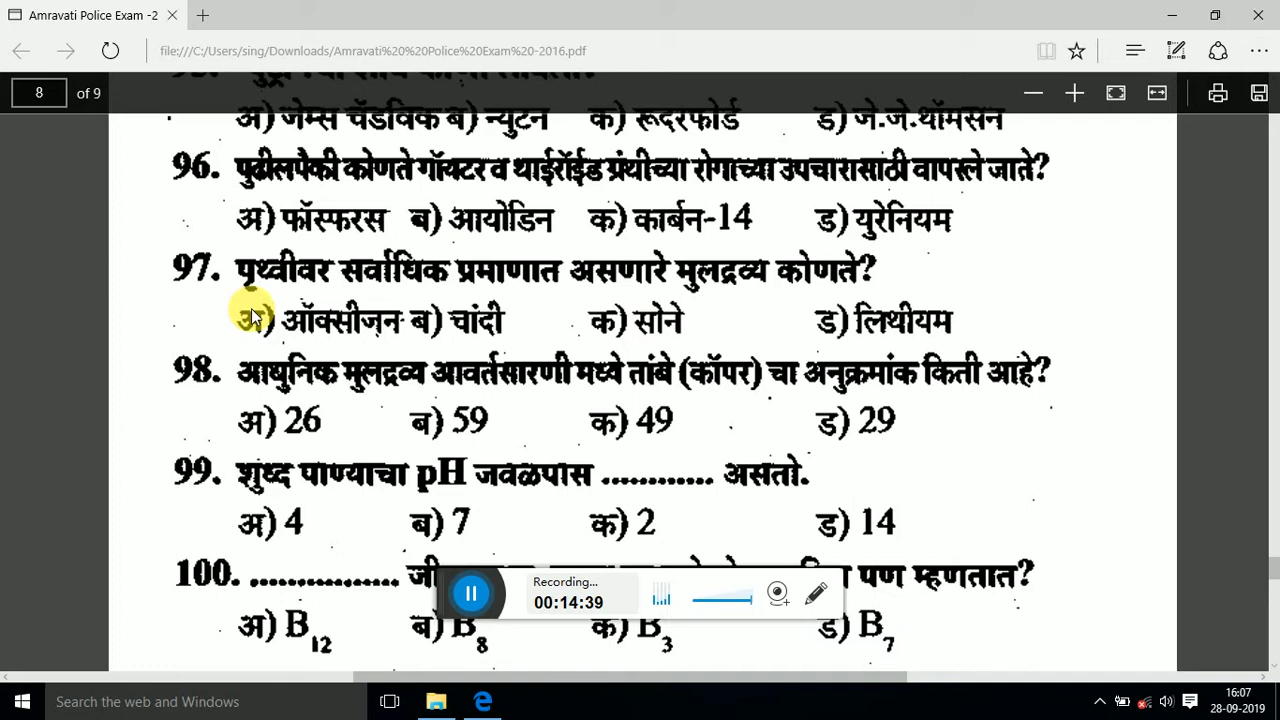 Amravati Police Exam -2
file:///C:/Users/sing/Downloads/Amravati%20%20Police%20Exam%20-2016.pdf
8 of 9
अ) जेम्स चॅडविक ब) न्युटन क) रूदरफोर्ड ड) जे.जे.थॉमसन
96. पुढीलपैकी कोणते गॉयटर व थाईरॉईड ग्रंथीच्या रोगाच्या उपचारासाठी वापरले जाते?
अ) फॉस्फरस ब) आयोडिन क) कार्बन-14 ड) युरेनियम
97. पृथ्वीवर सर्वाधिक प्रमाणात असणारे मुलद्रव्य कोणते?
अ) ऑक्सीजन ब) चांदी क) सोने ड) लिथीयम
98. आधुनिक मुलद्रव्य आवर्तसारणी मध्ये तांबे (कॉपर) चा अनुक्रमांक किती आहे?
अ) 26 ब) 59 क) 49 ड) 29
99. शुध्द पाण्याचा pH जवळपास ............ असतो.
अ) 4 ब) 7 क) 2 ड) 14
100. ................ पण म्हणतात?
अ) B12 ब) B8 क) B3 ड) B7
Recording...
00:14:39
Search the web and Windows
16:07
28-09-2019